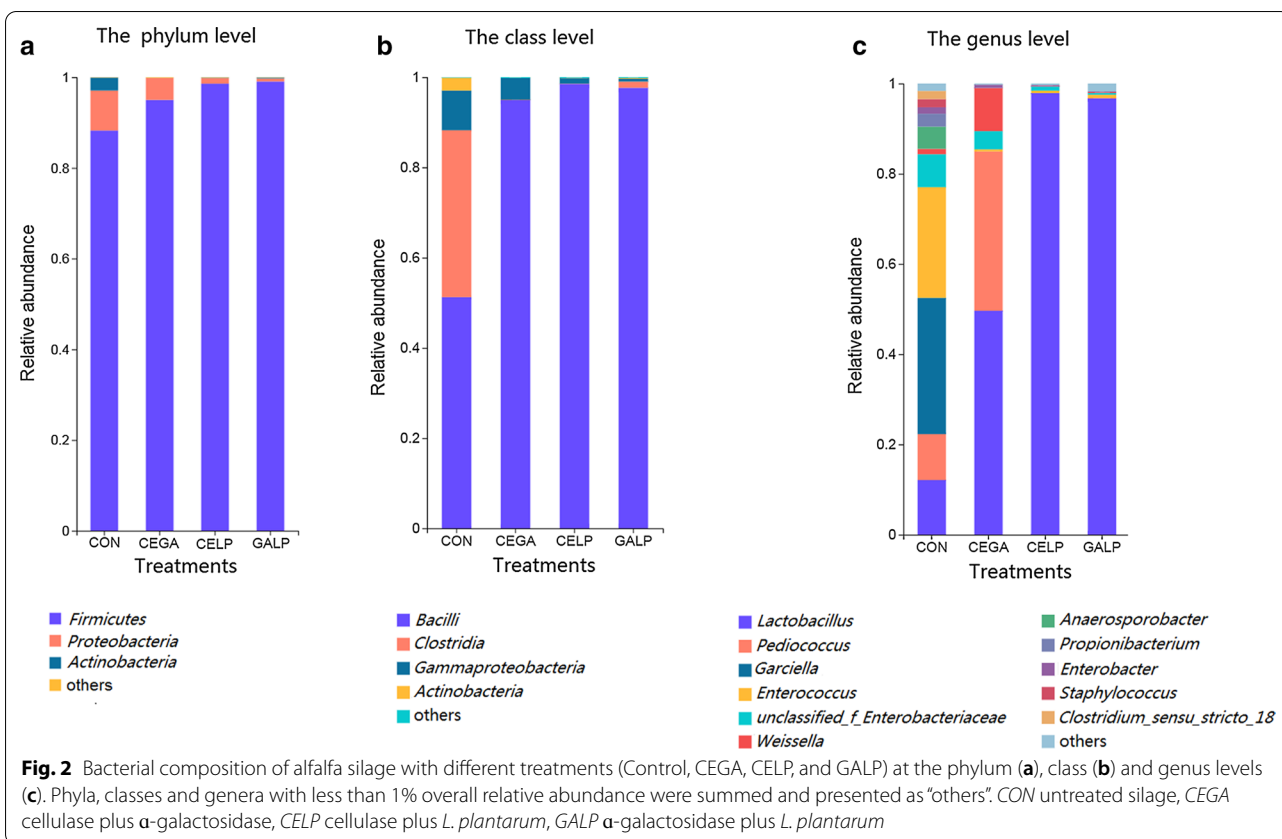 a
The phylum level
b
The class level
c
The genus level
Relative abundance
1
0.8
0.6
0.4
0.2
0
CON CEGA CELP GALP
Treatments
Relative abundance
1
0.8
0.6
0.4
0.2
0
CON CEGA CELP GALP
Treatments
Relative abundance
1
0.8
0.6
0.4
0.2
0
CON CEGA CELP GALP
Treatments
Firmicutes
Proteobacteria
Actinobacteria
others
Bacilli
Clostridia
Gammaproteobacteria
Actinobacteria
others
Lactobacillus
Pediococcus
Garciella
Enterococcus
unclassified_f_Enterobacteriaceae
Weissella
Anaerosporobacter
Propionibacterium
Enterobacter
Staphylococcus
Clostridium_sensu_stricto_18
others
Fig. 2 Bacterial composition of alfalfa silage with different treatments (Control, CEGA, CELP, and GALP) at the phylum (a), class (b) and genus levels
(c). Phyla, classes and genera with less than 1% overall relative abundance were summed and presented as “others”. CON untreated silage, CEGA
cellulase plus ɑ-galactosidase, CELP cellulase plus L. plantarum, GALP ɑ-galactosidase plus L. plantarum